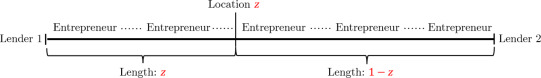 Location z
Entrepreneur ...... Entrepreneur...... Entrepreneur ...... Entrepreneur ...... Entrepreneur
Lender 1 Lender 2
Length: z Length: 1 − z